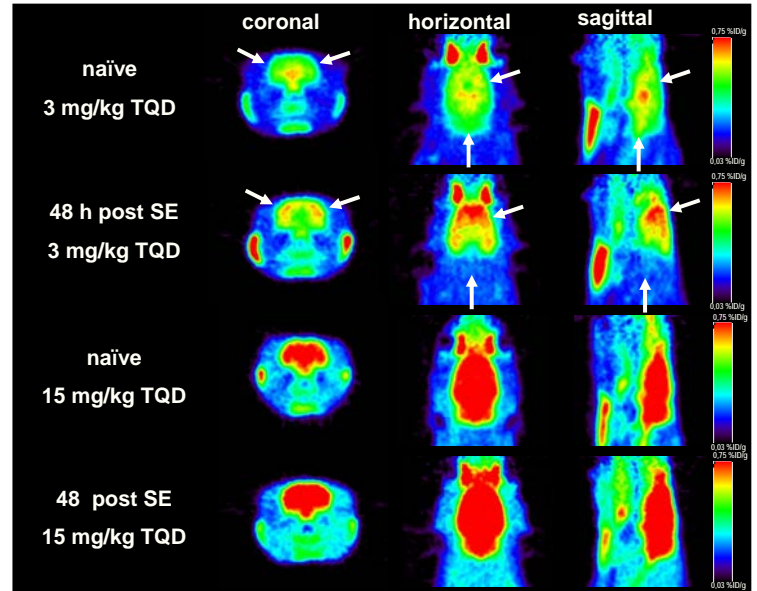 coronal horizontal sagittal
naïve
3 mg/kg TQD
0,75 %ID/g
0,03 %ID/g
48 h post SE
3 mg/kg TQD
0,75 %ID/g
0,03 %ID/g
naïve
15 mg/kg TQD
0,75 %ID/g
0,03 %ID/g
48 post SE
15 mg/kg TQD
0,75 %ID/g
0,03 %ID/g